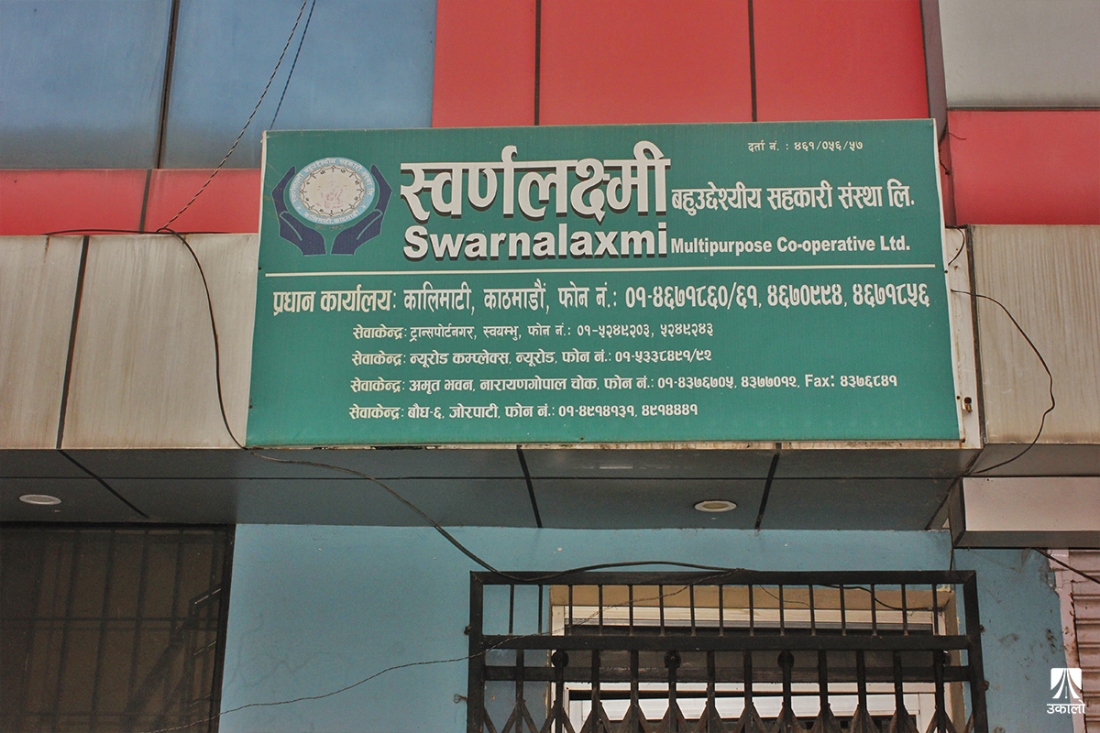 दर्ता नं. : ४६१/०५६/५७
स्वर्णलक्ष्मी बहुउद्देश्यीय सहकारी संस्था लि.
Swarnalaxmi Multipurpose Co-operative Ltd.
प्रधान कार्यालय: कालिमाटी, काठमाडौं, फोन नं.: ०१-४६७१८६०/६१, ४६७०९९४, ४६७१८५६
सेवाकेन्द्र: ट्रान्सपोर्टनगर, स्वयम्भु, फोन नं.: ०१-५२४९२०३, ५२४९२४३
सेवाकेन्द्र: न्यूरोड कम्प्लेक्स, न्यूरोड, फोन नं.: ०१-५३३८४९१/९२
सेवाकेन्द्र: अमृत भवन, नारायणगोपाल चोक, फोन नं.: ०१-४३७६७०५, ४३७७०१२, Fax: ४३७६८४१
सेवाकेन्द्र: बौध-६, जोरपाटी, फोन नं.: ०१-४९१४१३१, ४९१४४४१
उकालो